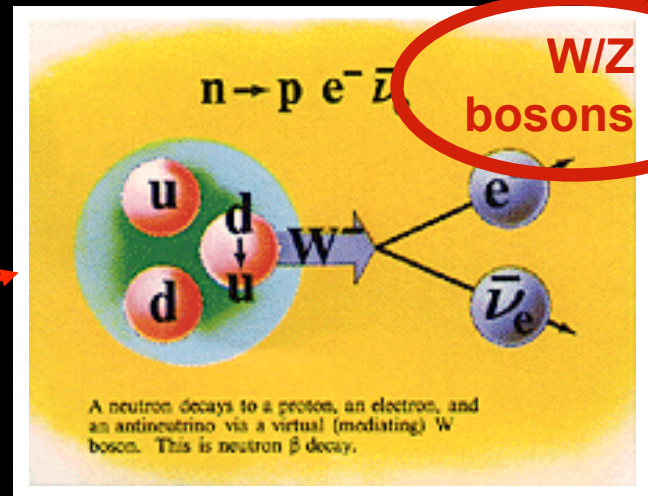 W/Z
bosons
n → p e⁻ ν̄ₑ
u
d
↓
u
d
W⁻
e⁻
ν̄ₑ
A neutron decays to a proton, an electron, and
an antineutrino via a virtual (mediating) W
boson. This is neutron β decay.